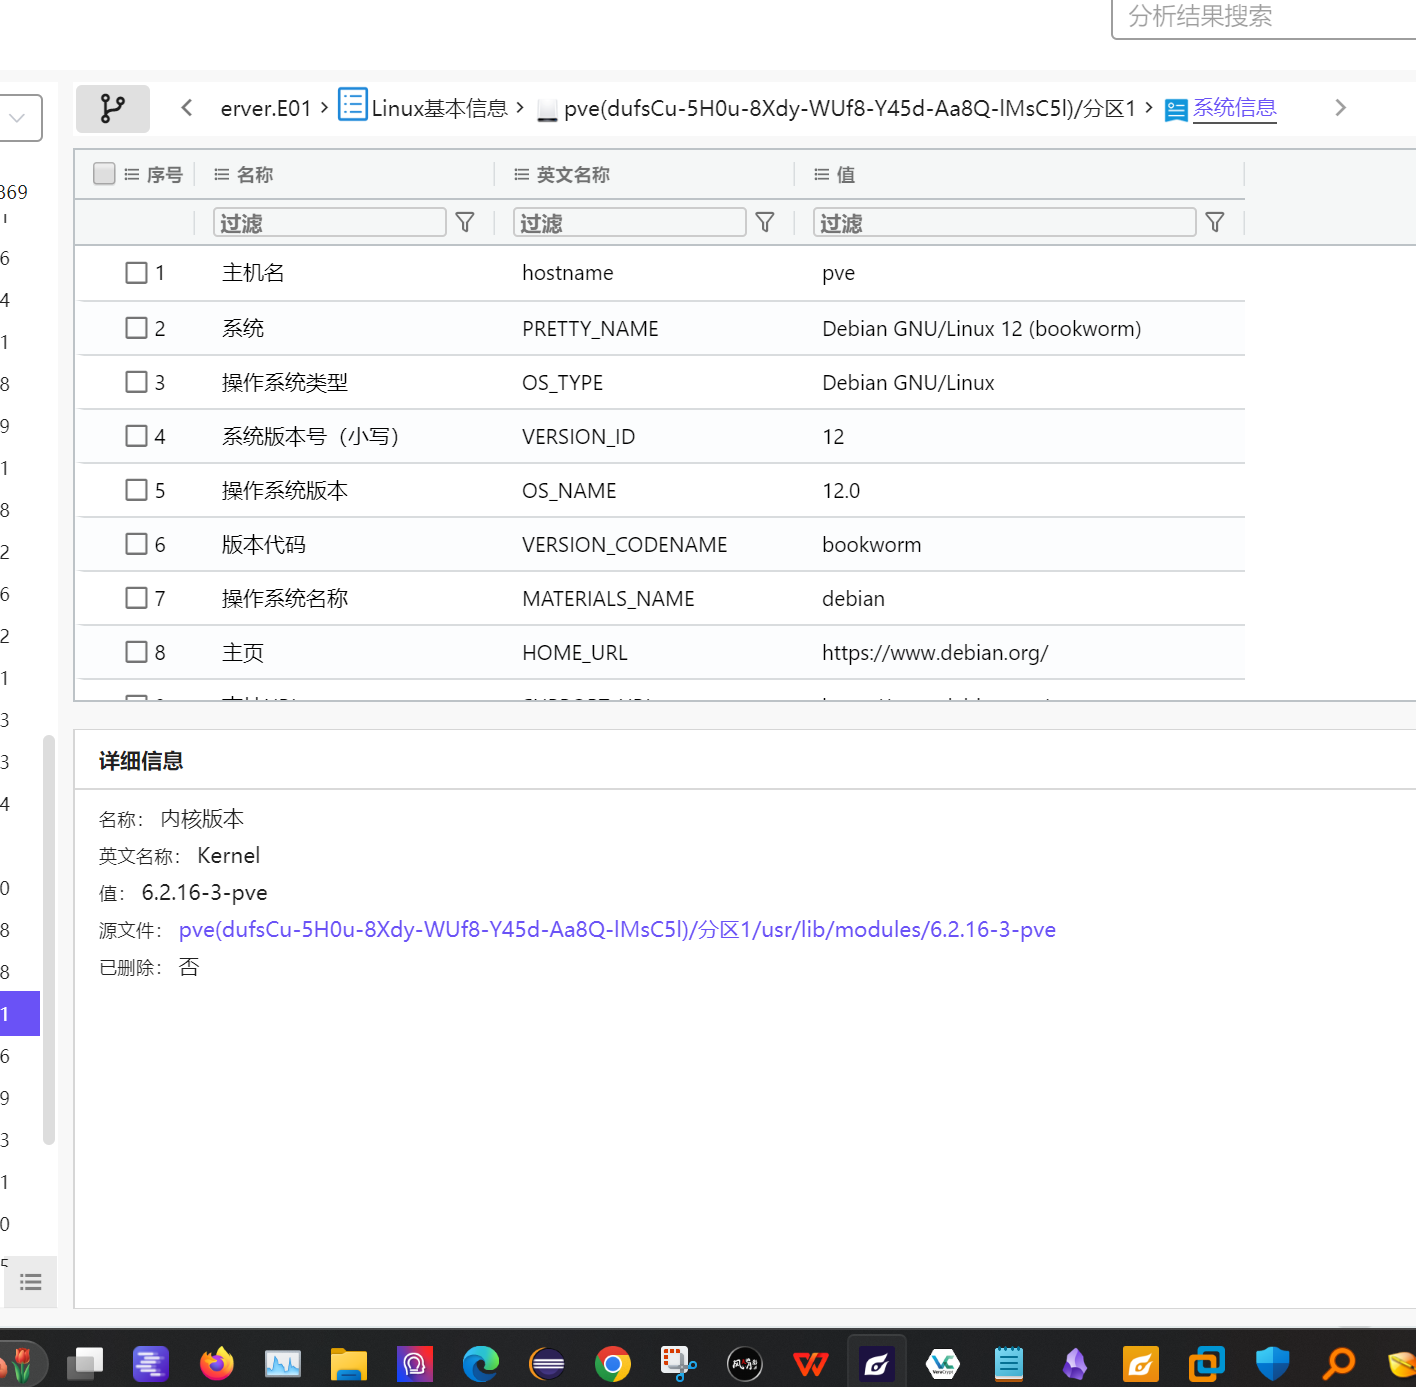 分析结果搜索
erver.E01 > Linux基本信息 > pve(dufsCu-5H0u-8Xdy-WUf8-Y45d-Aa8Q-lMsC5l)/分区1 > 系统信息
369
序号 名称 英文名称 值
过滤 过滤 过滤
1 主机名 hostname pve
2 系统 PRETTY_NAME Debian GNU/Linux 12 (bookworm)
3 操作系统类型 OS_TYPE Debian GNU/Linux
4 系统版本号（小写） VERSION_ID 12
5 操作系统版本 OS_NAME 12.0
6 版本代码 VERSION_CODENAME bookworm
7 操作系统名称 MATERIALS_NAME debian
8 主页 HOME_URL https://www.debian.org/
6
4
1
8
9
1
8
2
6
2
1
3
3
4
0
8
8
1
6
9
3
1
0
详细信息
名称： 内核版本
英文名称： Kernel
值： 6.2.16-3-pve
源文件： pve(dufsCu-5H0u-8Xdy-WUf8-Y45d-Aa8Q-lMsC5l)/分区1/usr/lib/modules/6.2.16-3-pve
已删除： 否